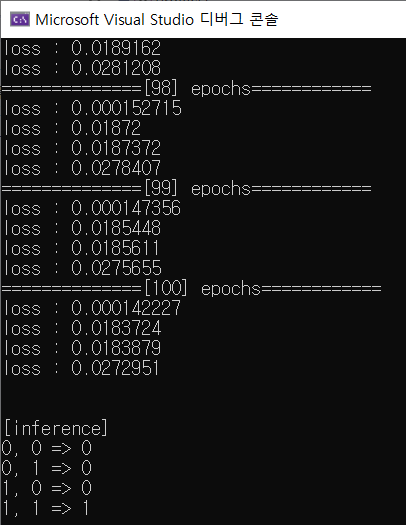 Microsoft Visual Studio 디버그 콘솔
loss : 0.0189162
loss : 0.0281208
==============[98] epochs============
loss : 0.000152715
loss : 0.01872
loss : 0.0187372
loss : 0.0278407
==============[99] epochs============
loss : 0.000147356
loss : 0.0185448
loss : 0.0185611
loss : 0.0275655
==============[100] epochs============
loss : 0.000142227
loss : 0.0183724
loss : 0.0183879
loss : 0.0272951
[inference]
0, 0 => 0
0, 1 => 0
1, 0 => 0
1, 1 => 1